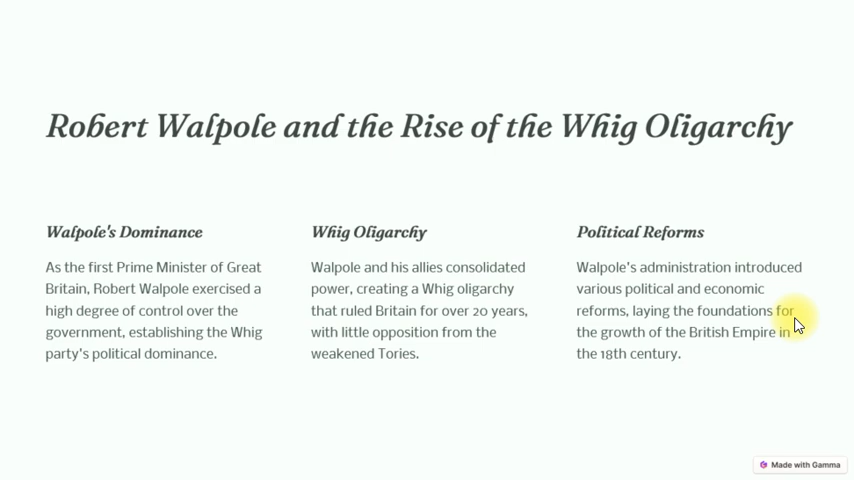 Robert Walpole and the Rise of the Whig Oligarchy
Walpole's Dominance
As the first Prime Minister of Great
Britain, Robert Walpole exercised a
high degree of control over the
government, establishing the Whig
party's political dominance.
Whig Oligarchy
Walpole and his allies consolidated
power, creating a Whig oligarchy
that ruled Britain for over 20 years,
with little opposition from the
weakened Tories.
Political Reforms
Walpole's administration introduced
various political and economic
reforms, laying the foundations for
the growth of the British Empire in
the 18th century.
Made with Gamma